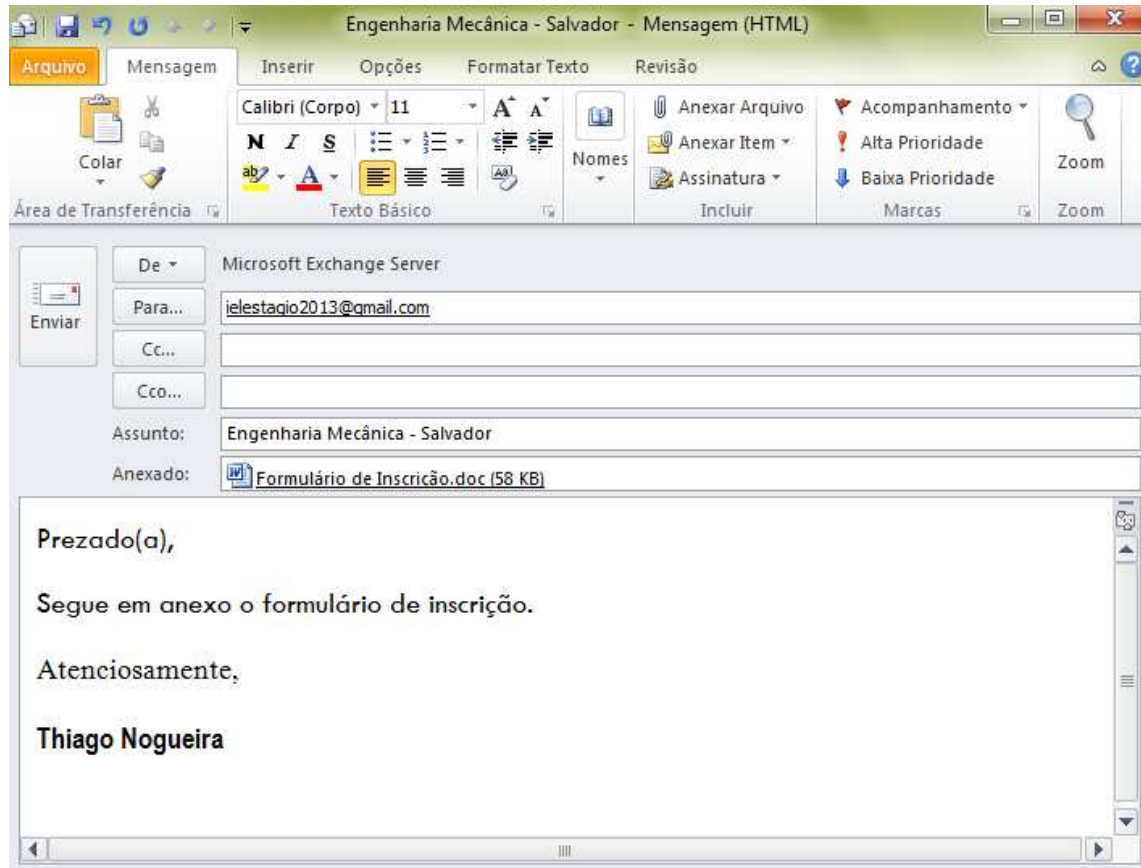 Engenharia Mecânica - Salvador - Mensagem (HTML)
Arquivo Mensagem Inserir Opções Formatar Texto Revisão
Colar
Área de Transferência
Calibri (Corpo) 11
N I S
Texto Básico
Nomes
Anexar Arquivo
Anexar Item
Assinatura
Incluir
Acompanhamento
Alta Prioridade
Baixa Prioridade
Marcas
Zoom
Zoom
Enviar
De Microsoft Exchange Server
Para... ielestagio2013@gmail.com
Cc...
Cco...
Assunto: Engenharia Mecânica - Salvador
Anexado: Formulário de Inscrição.doc (58 KB)
Prezado(a),
Segue em anexo o formulário de inscrição.
Atenciosamente,
Thiago Nogueira